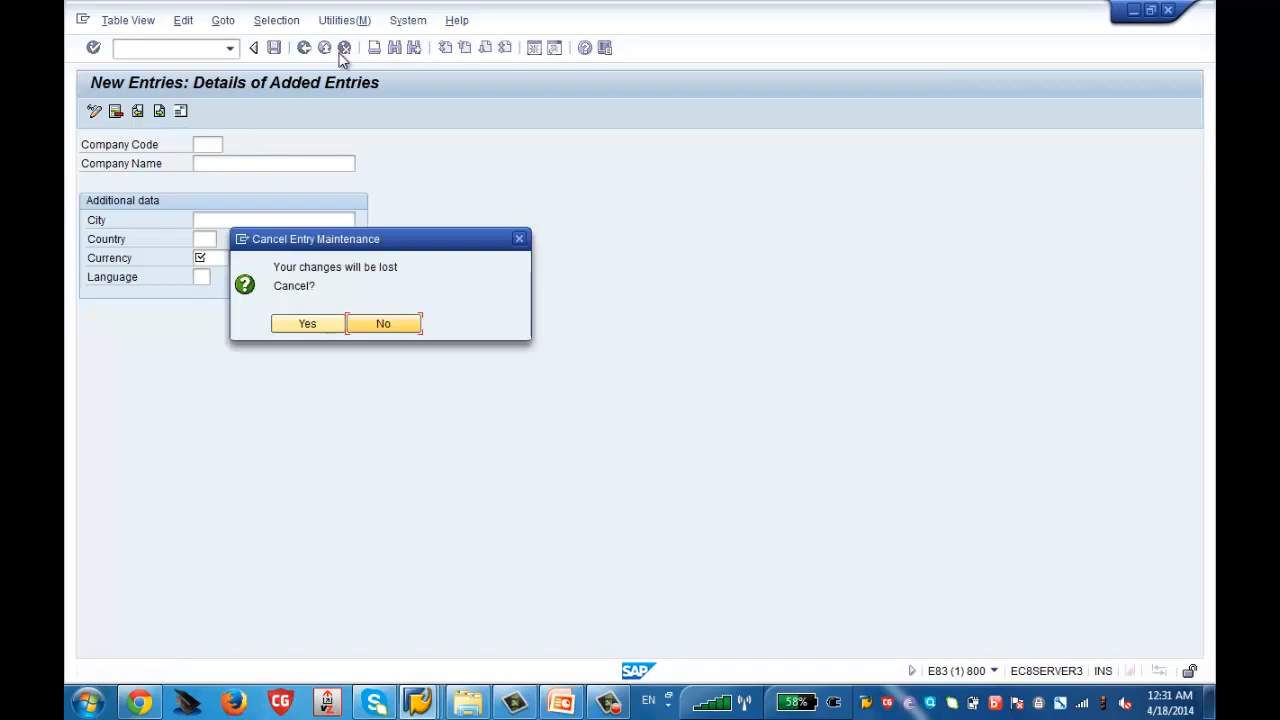 Table View Edit Goto Selection Utilities(M) System Help
New Entries: Details of Added Entries
Company Code
Company Name
Additional data
City
Country
Currency
Language
Cancel Entry Maintenance
Your changes will be lost
Cancel?
Yes No
SAP
E83 (1) 800 EC8SERVER3 INS
CG
EN
58%
CG
12:31 AM
4/18/2014